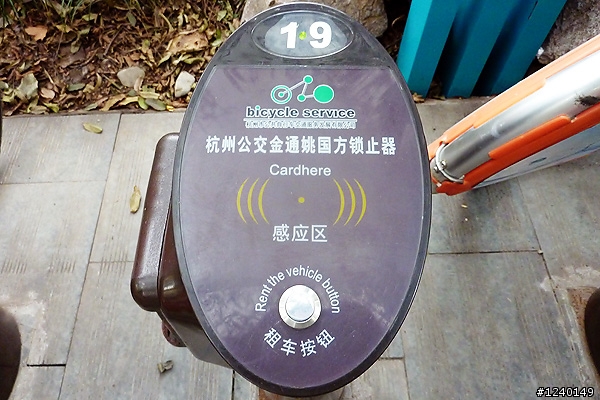 19
bicycle service
杭州公交金通姚国方锁止器
Cardhere
感应区
Rent the vehicle button
租车按钮
#1240149